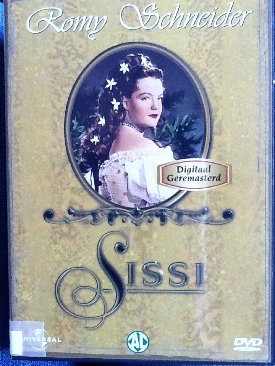 Romy Schneider
Digitaal
Geremasterd
SISSI
UNIVERSAL
AL
DVD